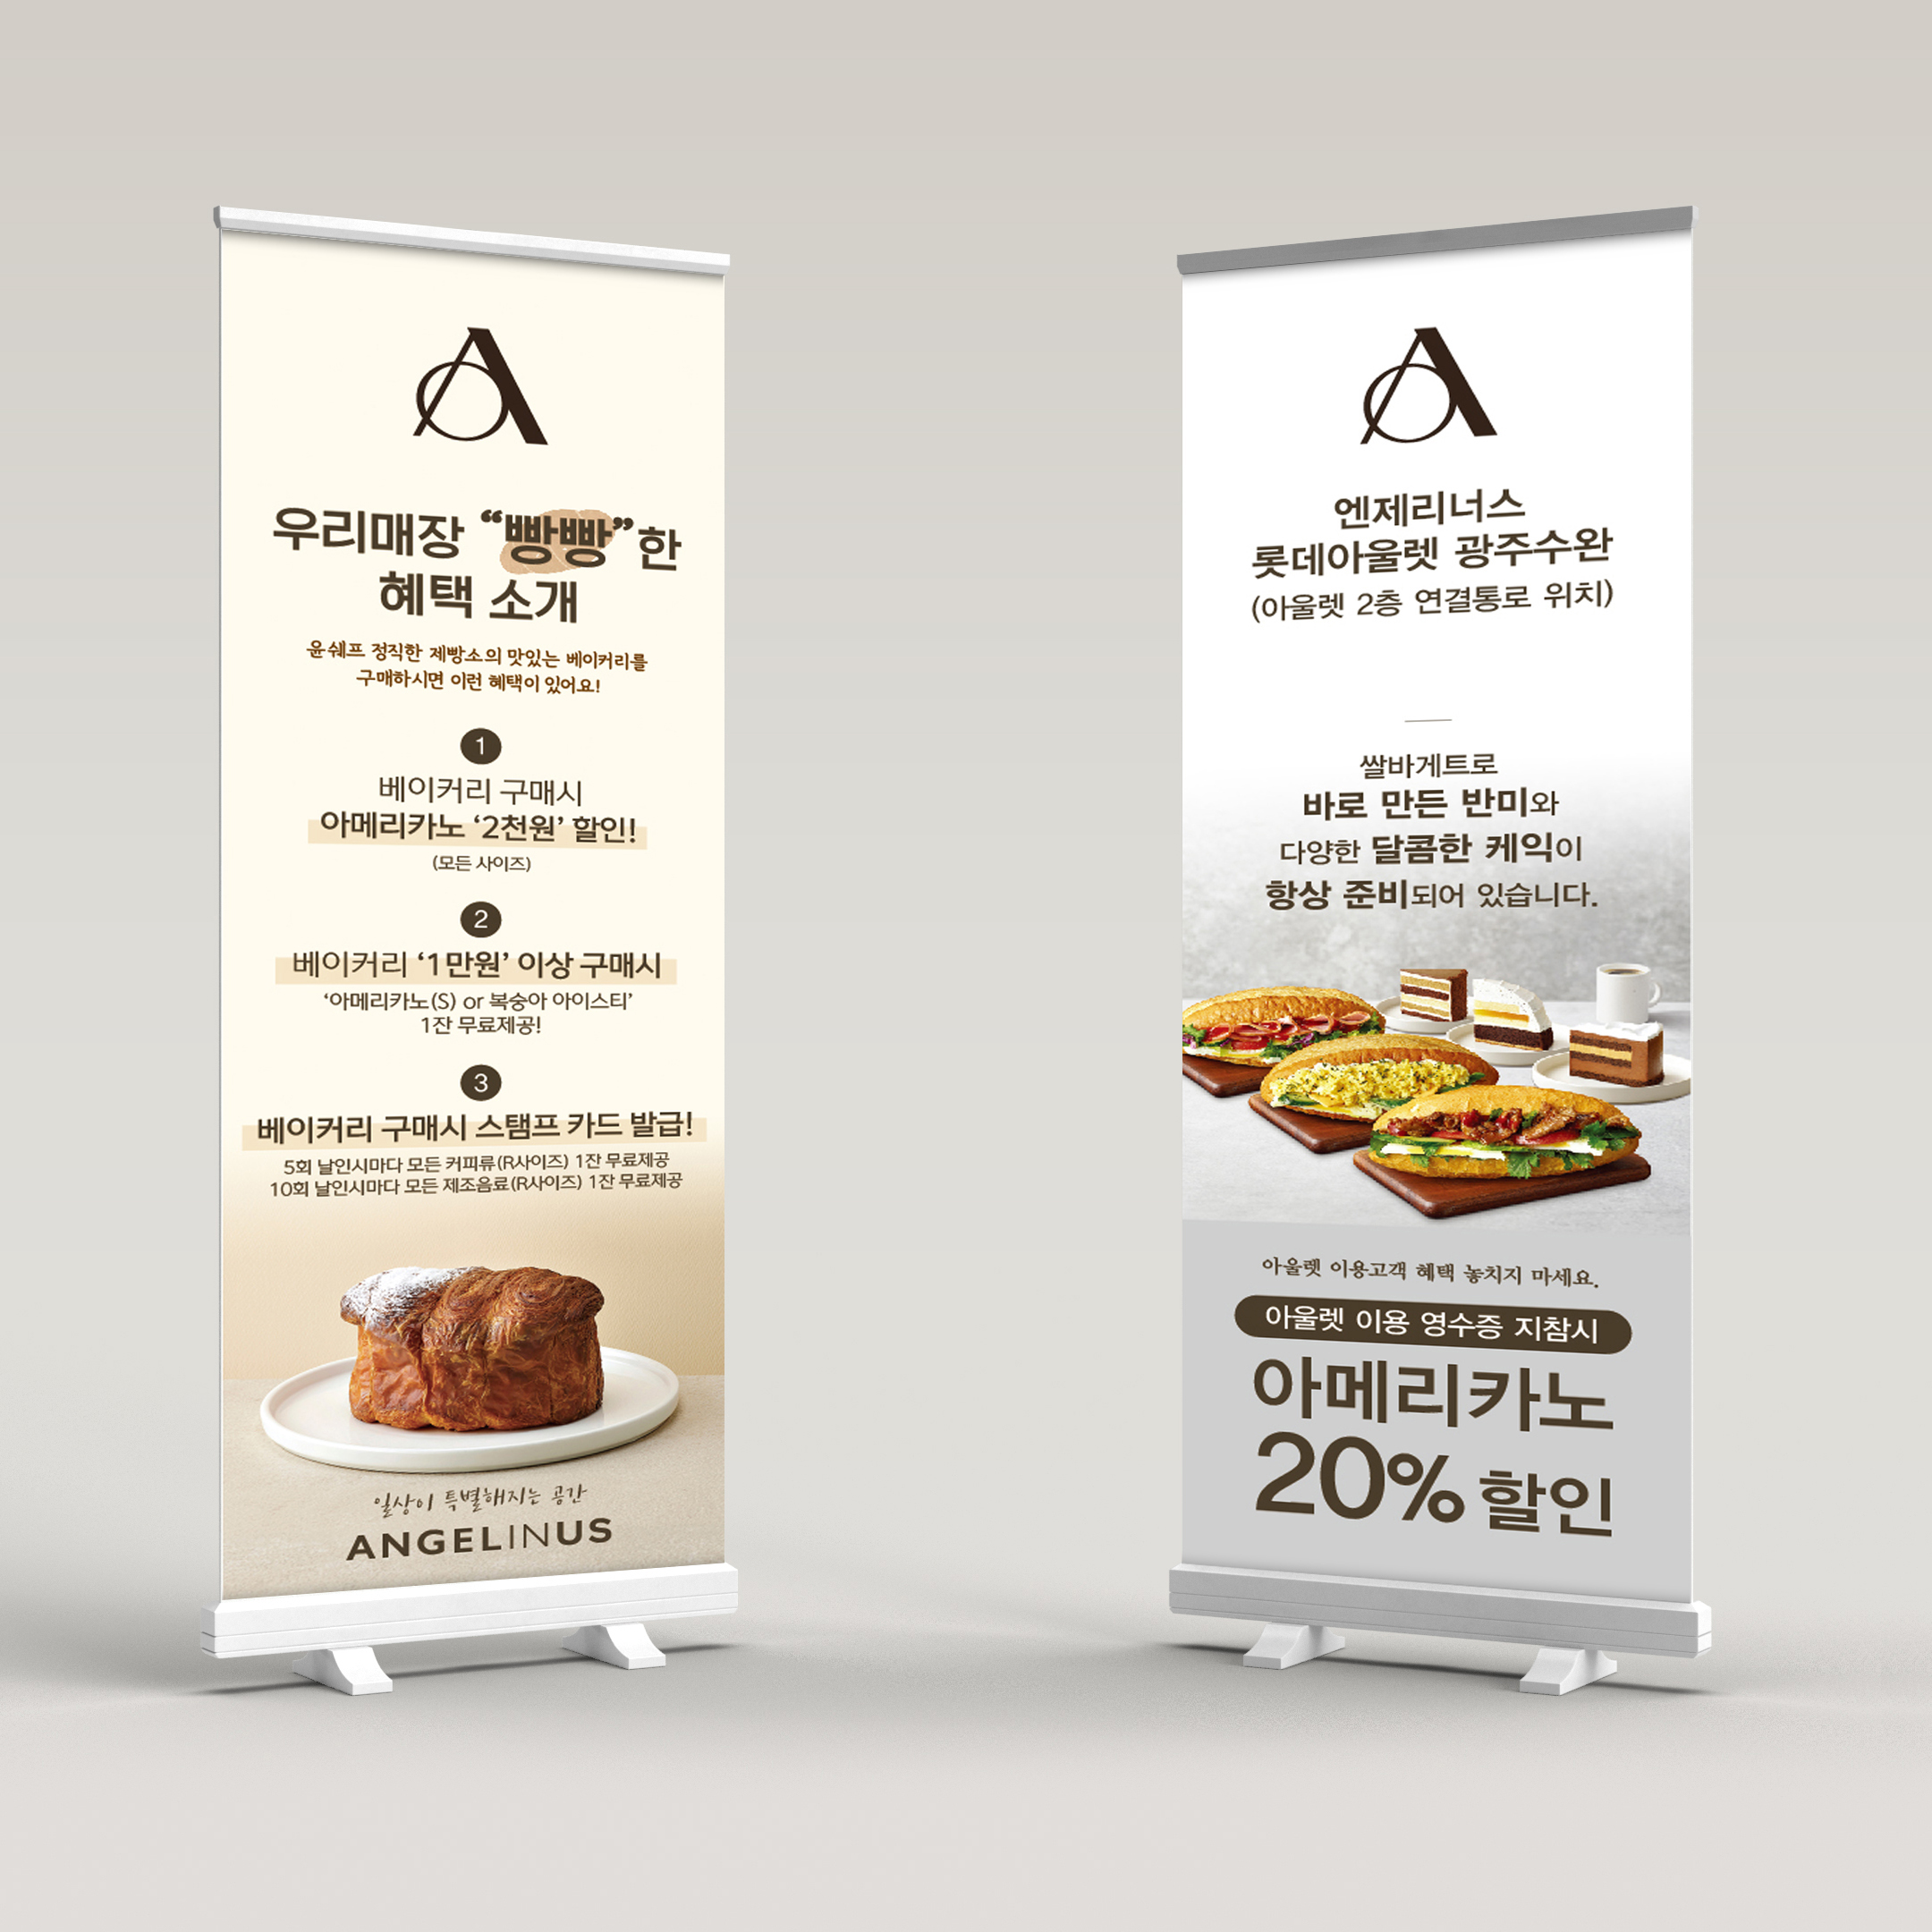 우리매장 “빵빵”한
혜택 소개
윤쉐프 정직한 제빵소의 맛있는 베이커리를
구매하시면 이런 혜택이 있어요!
1
베이커리 구매시
아메리카노 ‘2천원’ 할인!
(모든 사이즈)
2
베이커리 ‘1만원’ 이상 구매시
‘아메리카노(S) or 복숭아 아이스티’
1잔 무료제공!
3
베이커리 구매시 스탬프 카드 발급!
5회 날인시마다 모든 커피류(R사이즈) 1잔 무료제공
10회 날인시마다 모든 제조음료(R사이즈) 1잔 무료제공
일상이 특별해지는 공간
ANGELINUS
엔제리너스
롯데아울렛 광주수완
(아울렛 2층 연결통로 위치)
쌀바게트로
바로 만든 반미와
다양한 달콤한 케익이
항상 준비되어 있습니다.
아울렛 이용고객 혜택 놓치지 마세요.
아울렛 이용 영수증 지참시
아메리카노
20% 할인